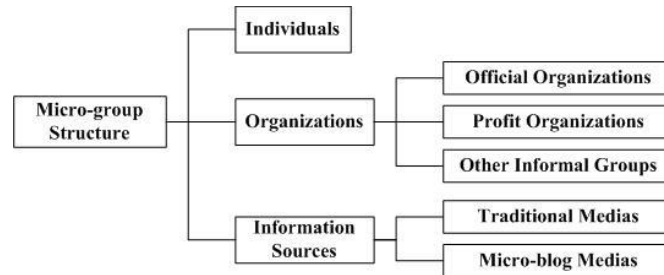 Individuals
Official Organizations
Micro-group
Structure
Organizations
Profit Organizations
Other Informal Groups
Information
Sources
Traditional Medias
Micro-blog Medias